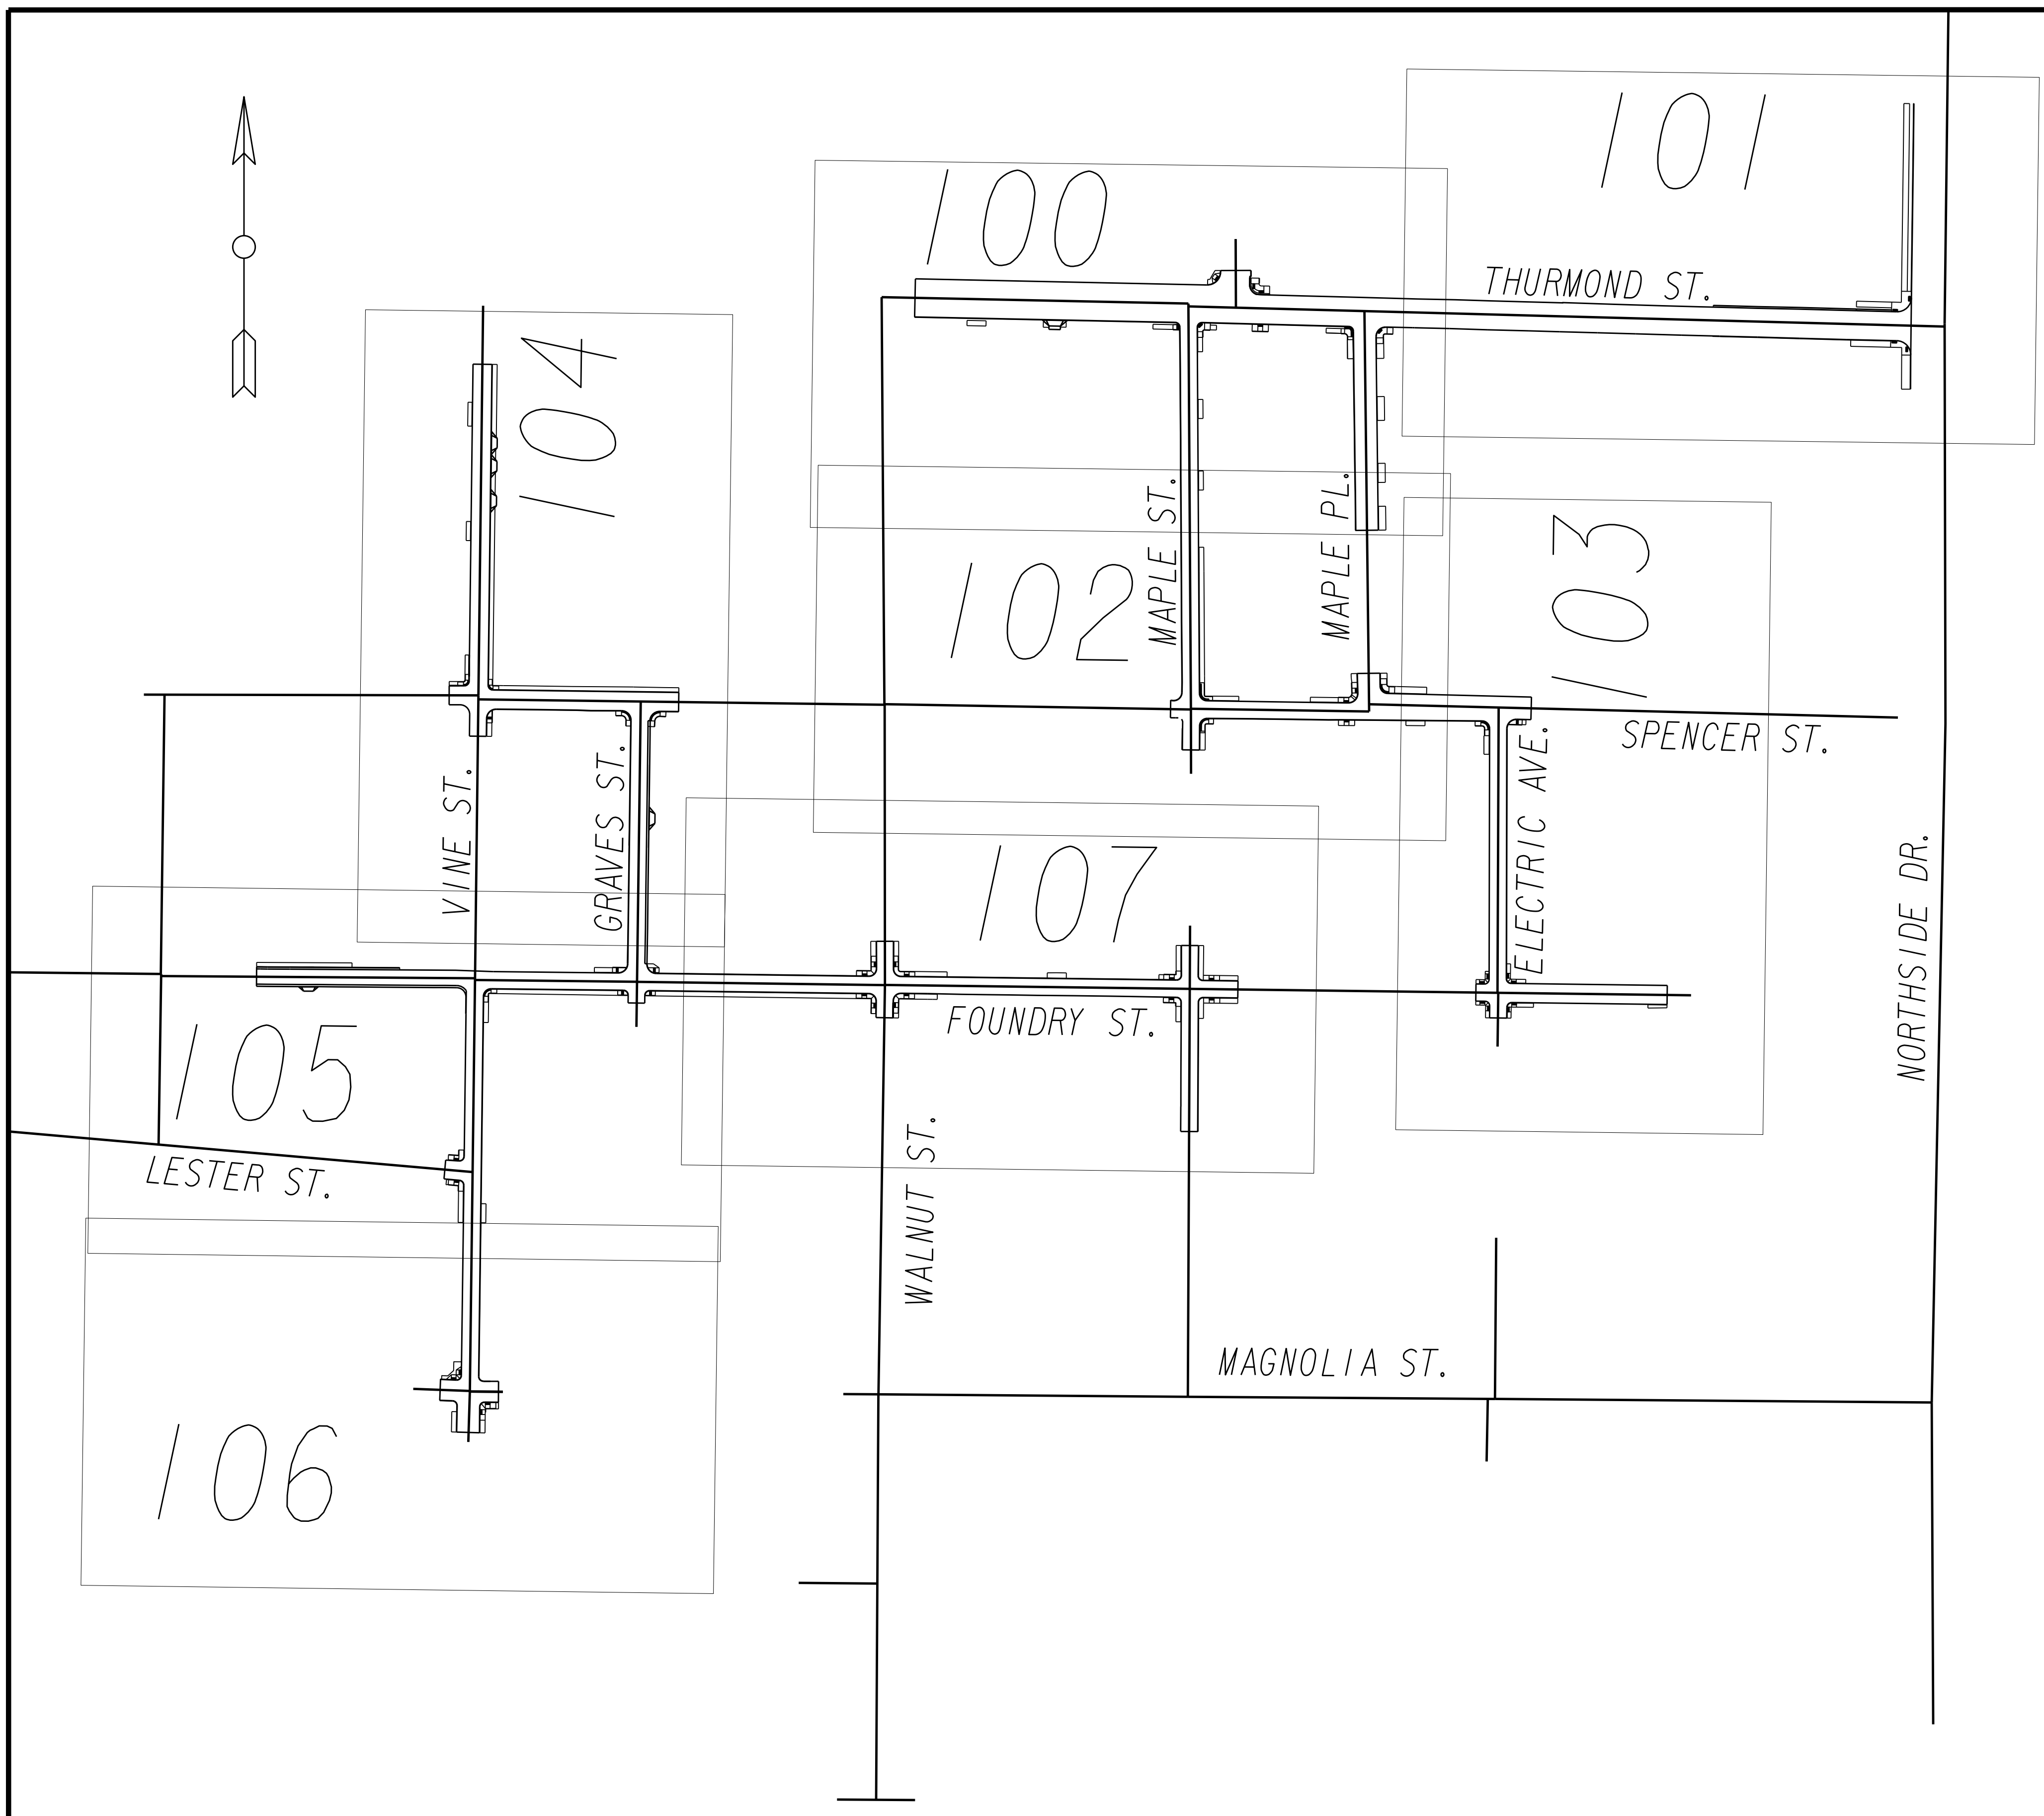 101
100
THURMOND ST.
104
MAPLE ST.
MAPLE PL.
103
102
SPENCER ST.
VINE ST.
GRAVES ST.
ELECTRIC AVE.
NORTHSIDE DR.
107
FOUNDRY ST.
105
LESTER ST.
WALNUT ST.
MAGNOLIA ST.
106